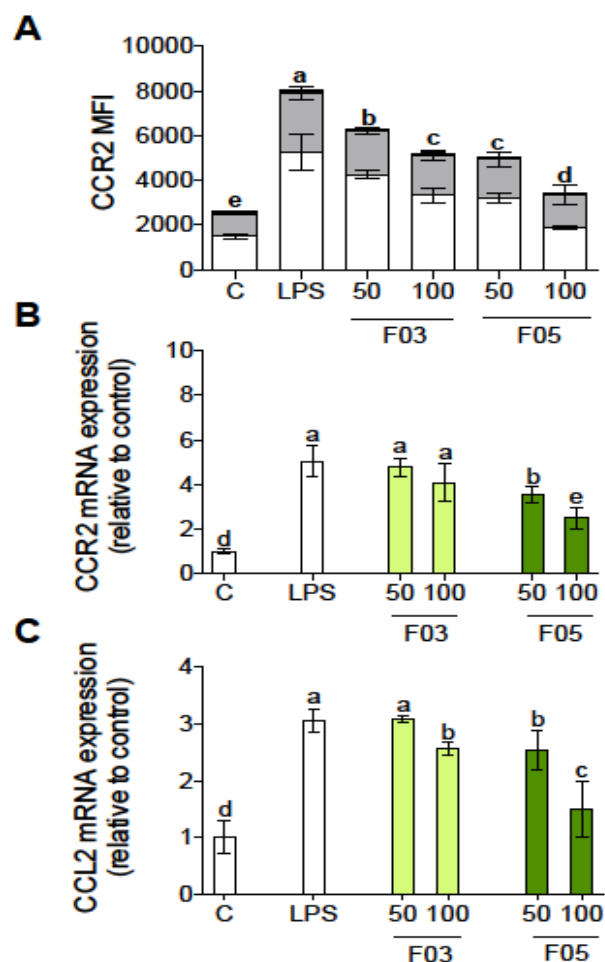 A
CCR2 MFI
10000
8000
6000
4000
2000
0
e a b c c d
C LPS 50 100 50 100
F03 F05
B
CCR2 mRNA expression
(relative to control)
10
8
6
4
2
0
d a a a b e
C LPS 50 100 50 100
F03 F05
C
CCL2 mRNA expression
(relative to control)
4
3
2
1
0
d a a b b c
C LPS 50 100 50 100
F03 F05